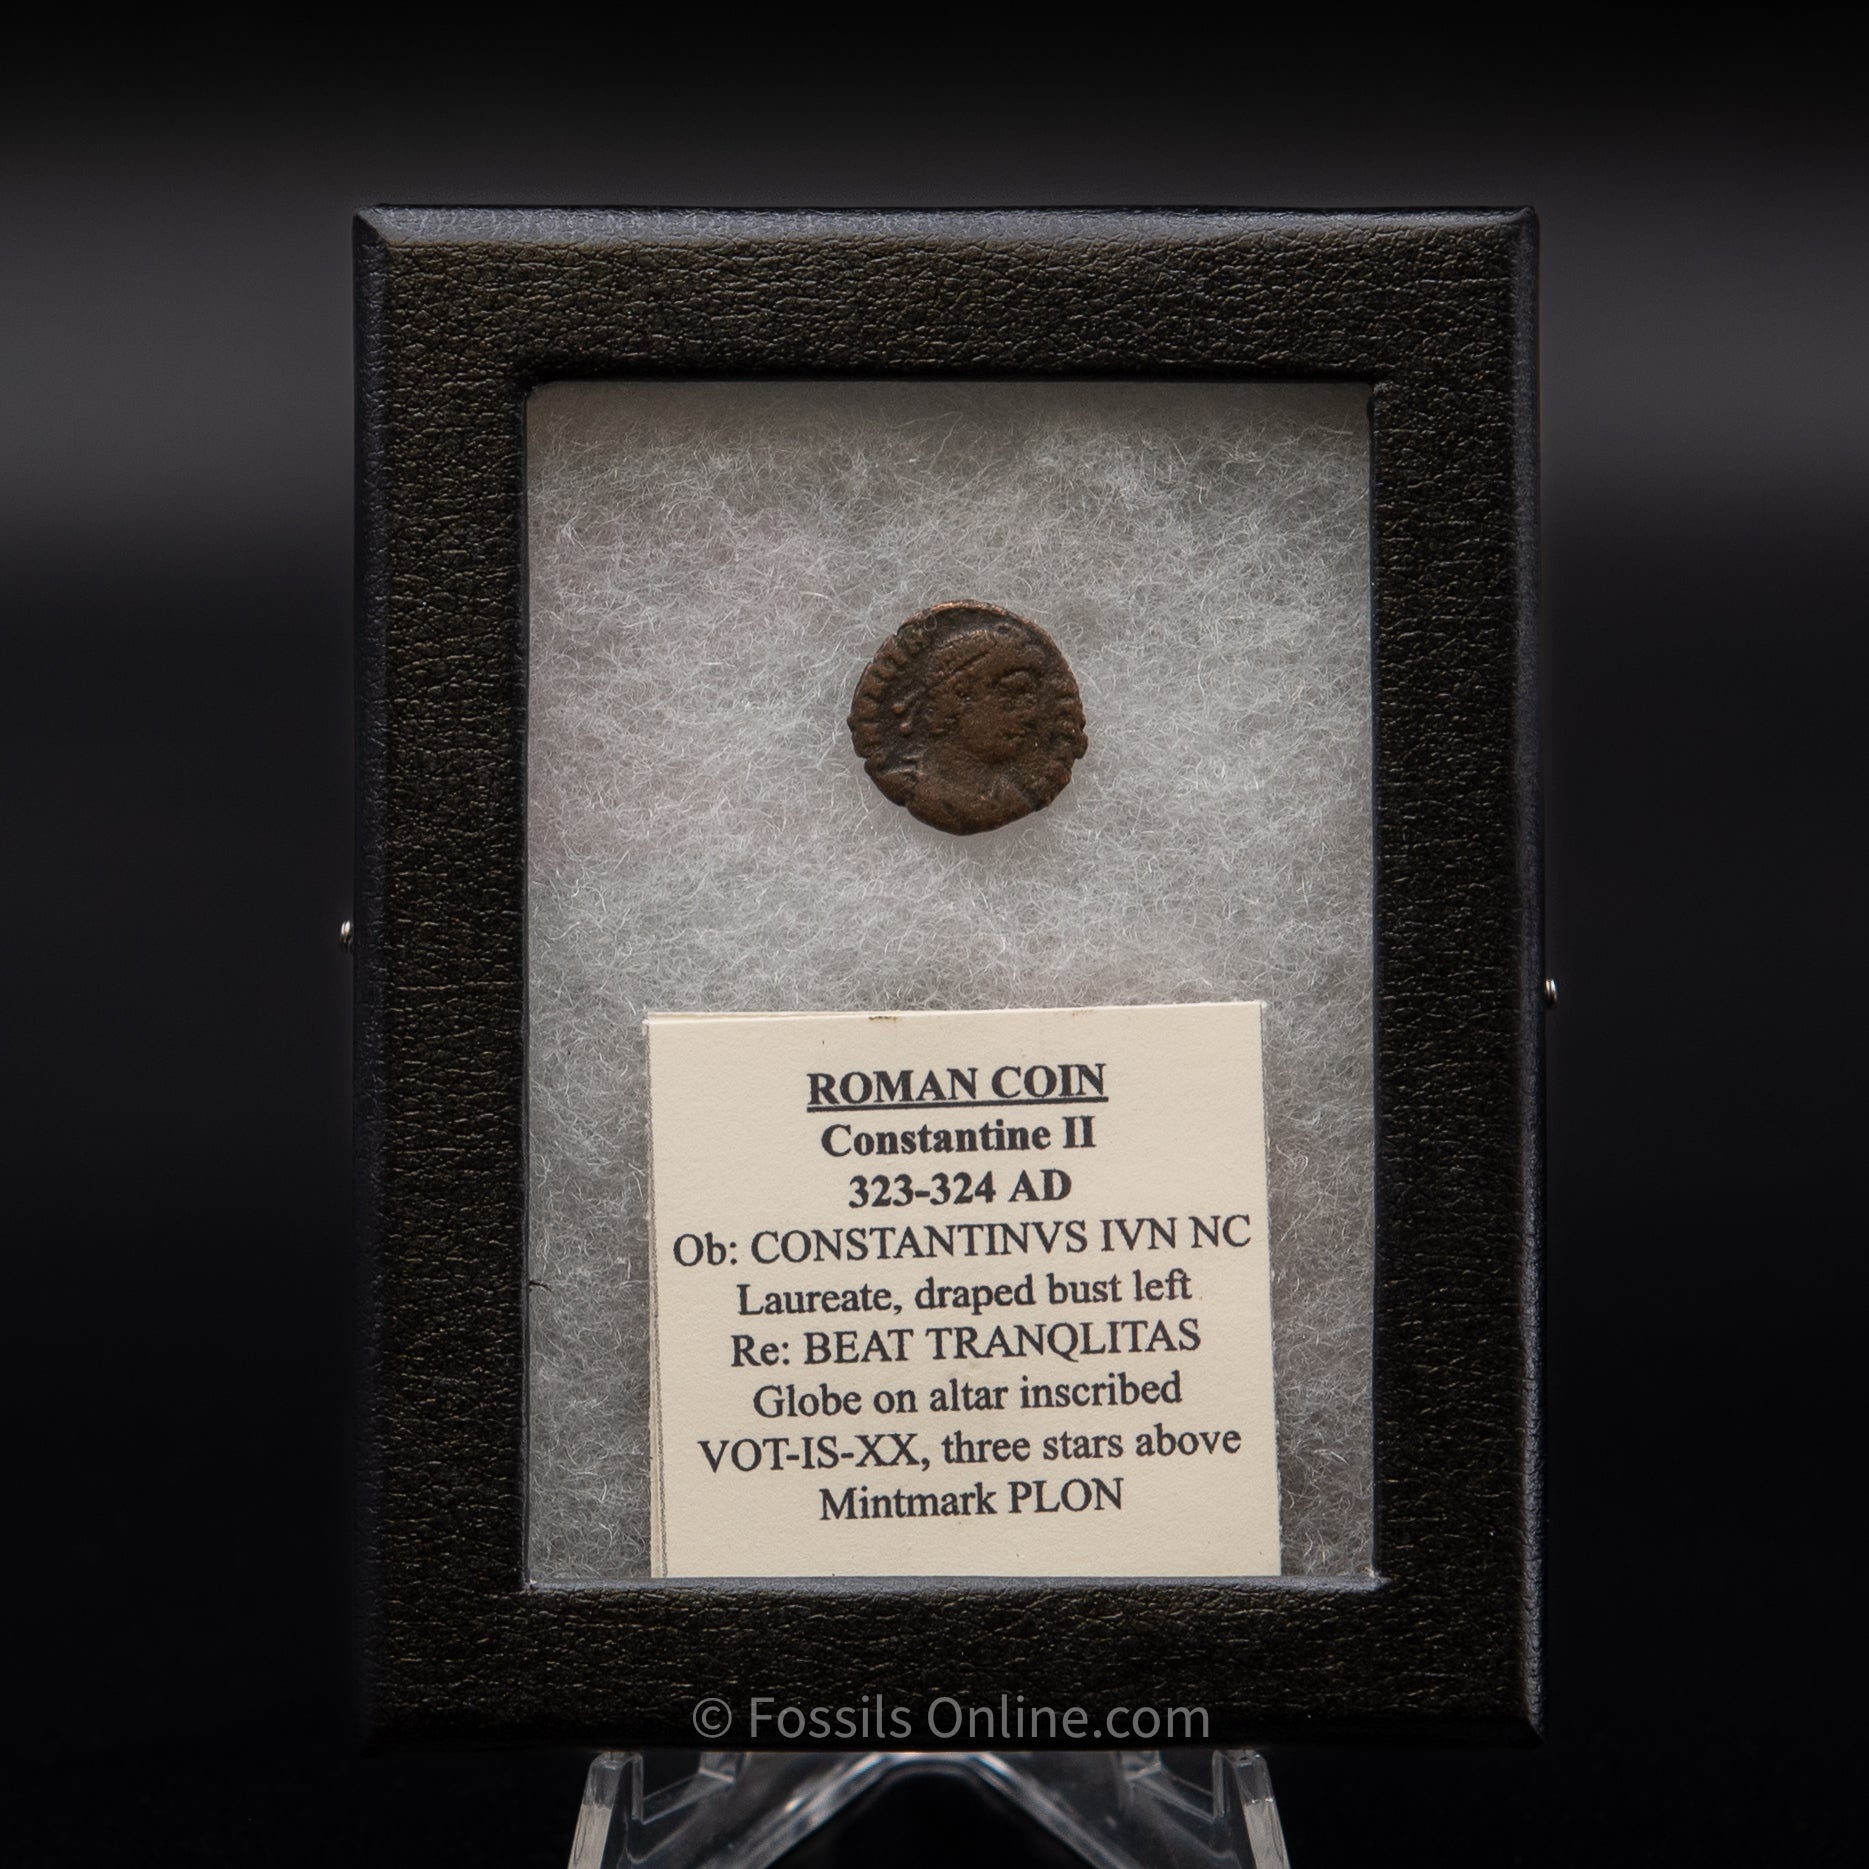 ROMAN COIN
Constantine II
323-324 AD
Ob: CONSTANTINVS IVN NC
Laureate, draped bust left
Re: BEAT TRANQLITAS
Globe on altar inscribed
VOT-IS-XX, three stars above
Mintmark PLON
© Fossils Online.com